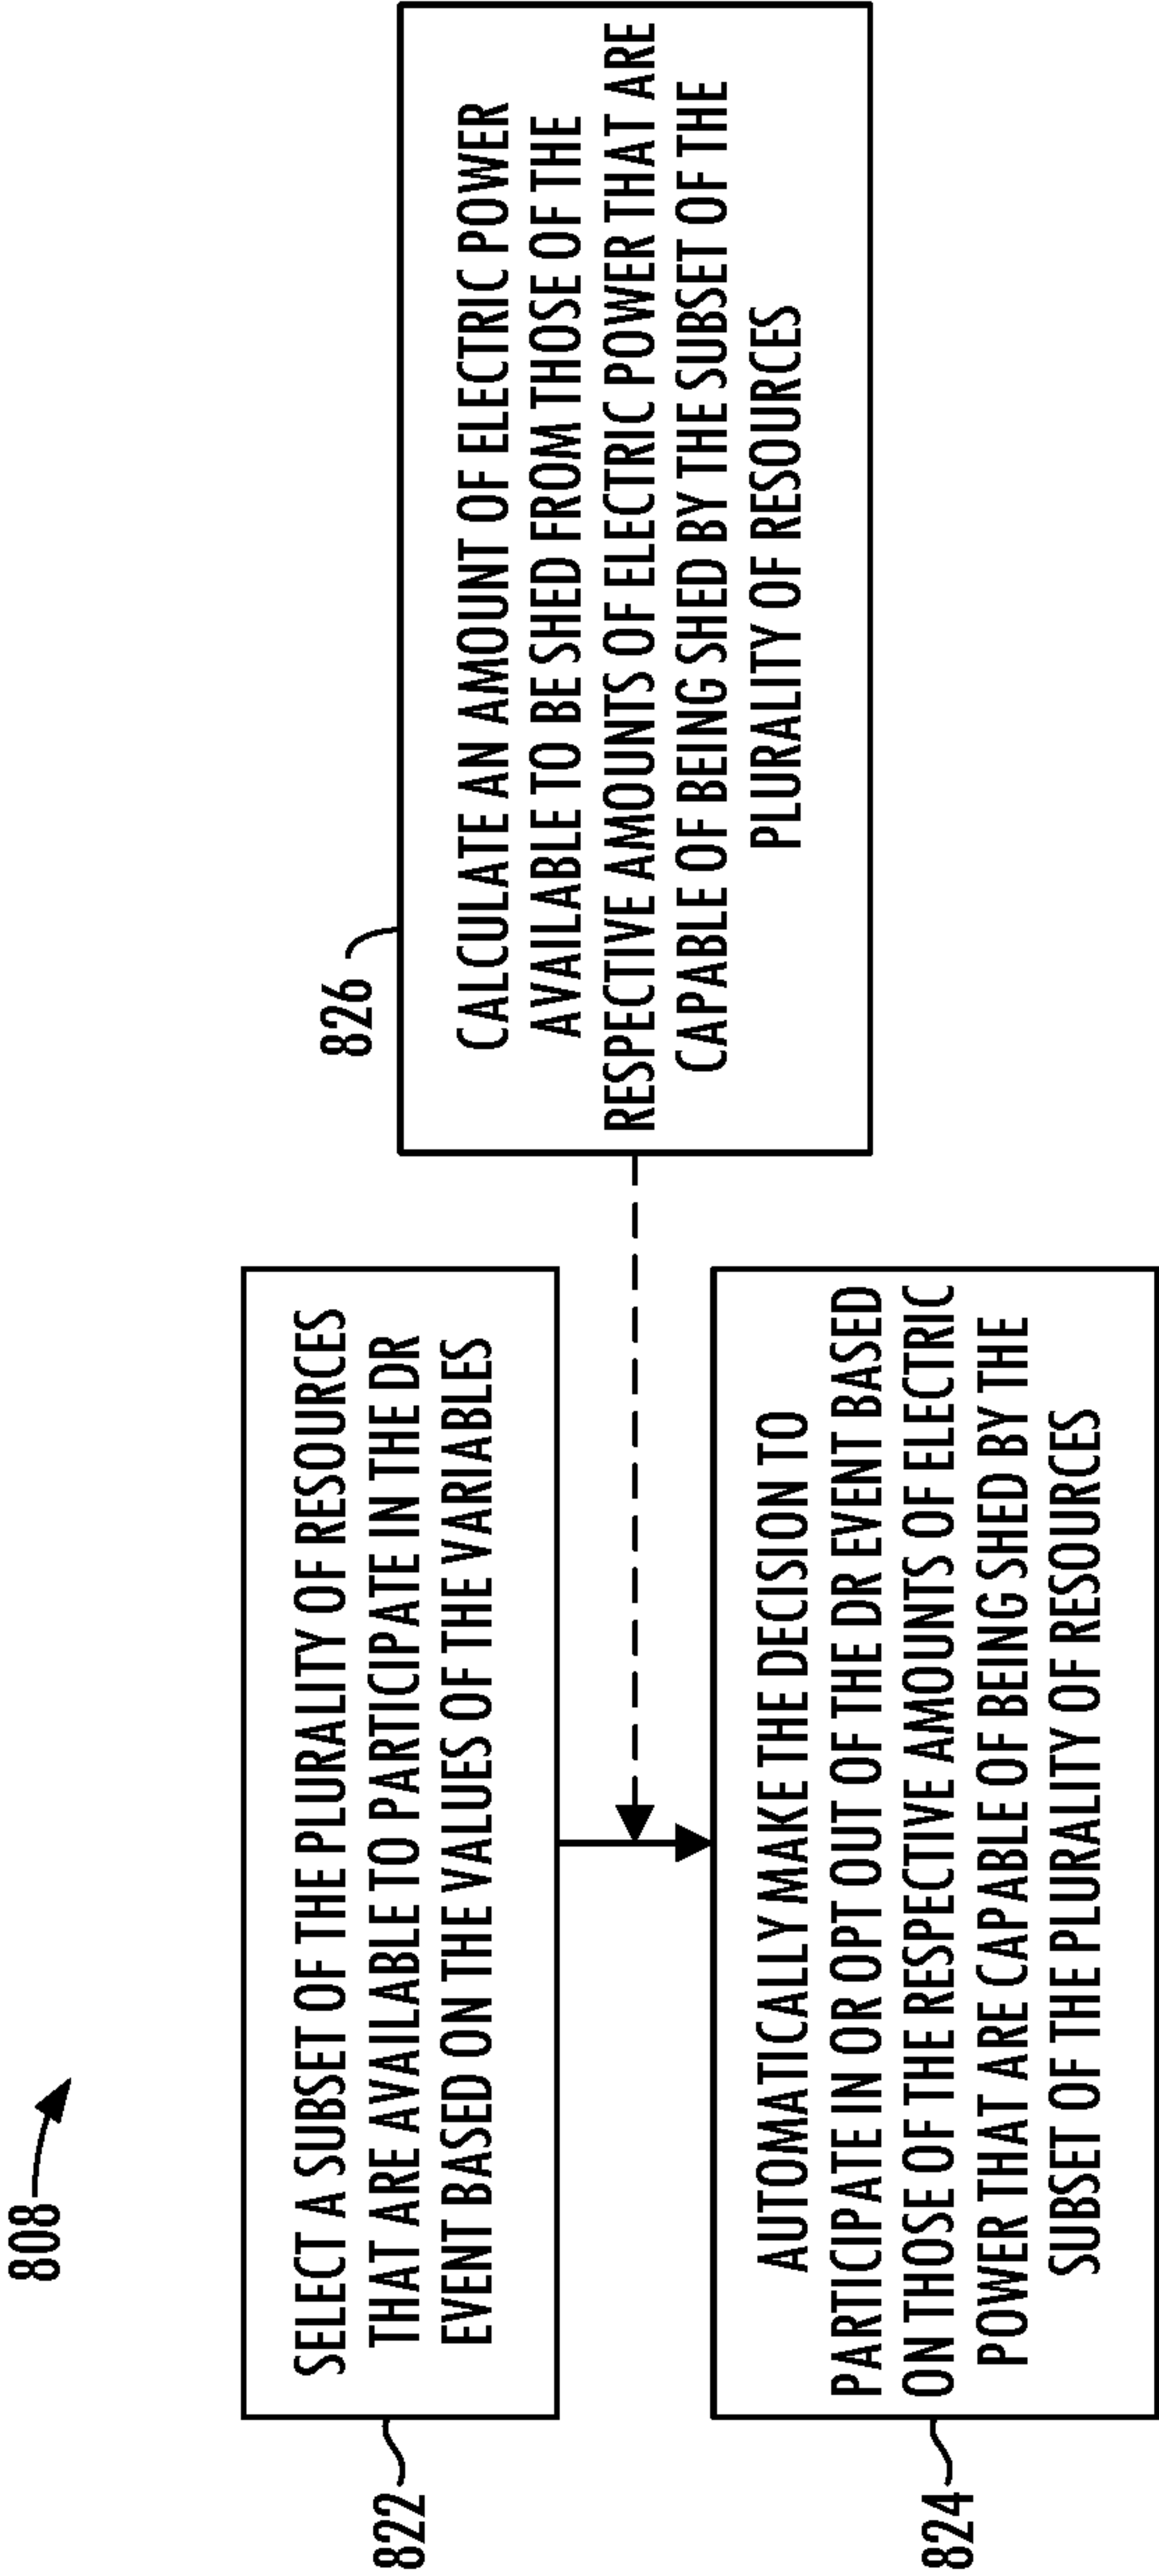 808
822
SELECT A SUBSET OF THE PLURALITY OF RESOURCES
THAT ARE AVAILABLE TO PARTICIPATE IN THE DR
EVENT BASED ON THE VALUES OF THE VARIABLES
826
CALCULATE AN AMOUNT OF ELECTRIC POWER
AVAILABLE TO BE SHED FROM THOSE OF THE
RESPECTIVE AMOUNTS OF ELECTRIC POWER THAT ARE
CAPABLE OF BEING SHED BY THE SUBSET OF THE
PLURALITY OF RESOURCES
824
AUTOMATICALLY MAKE THE DECISION TO
PARTICIPATE IN OR OPT OUT OF THE DR EVENT BASED
ON THOSE OF THE RESPECTIVE AMOUNTS OF ELECTRIC
POWER THAT ARE CAPABLE OF BEING SHED BY THE
SUBSET OF THE PLURALITY OF RESOURCES